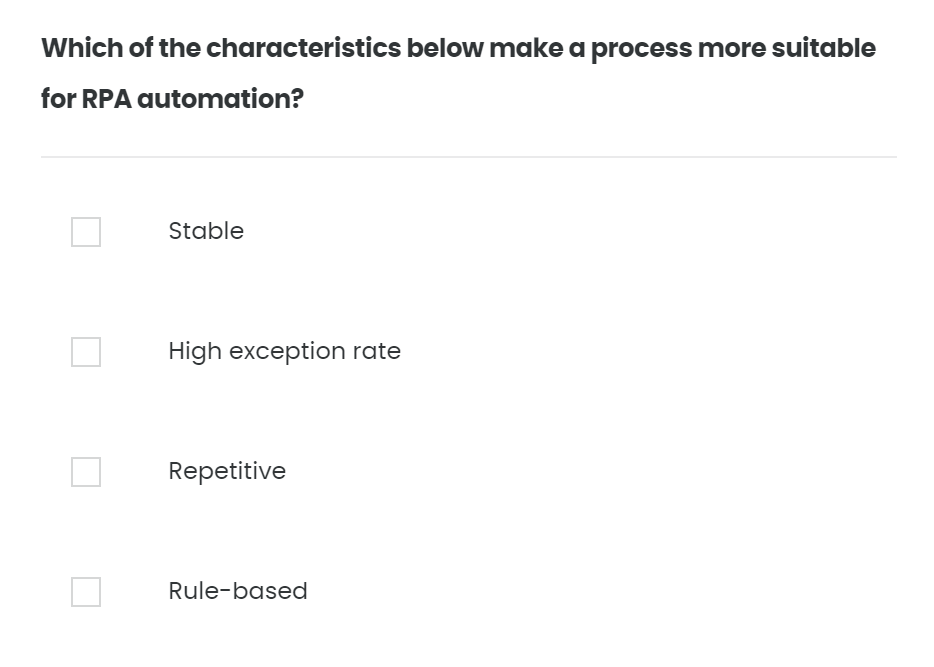 Which of the characteristics below make a process more suitable
for RPA automation?
Stable
High exception rate
Repetitive
Rule-based